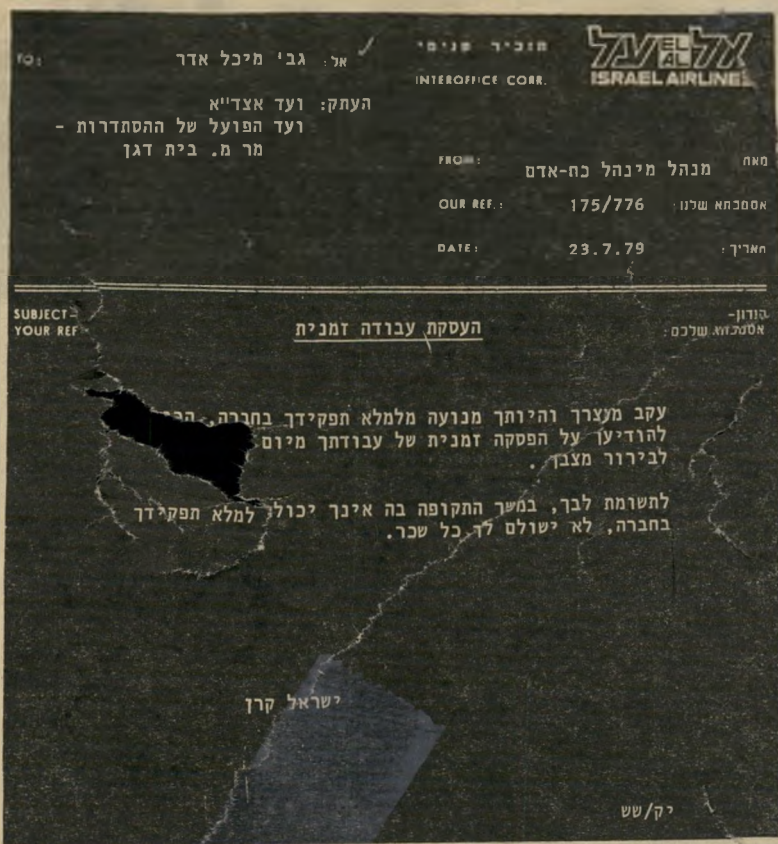 אל על EL AL
ISRAEL AIRLINES
תזכיר פנימי
INTEROFFICE CORR.
TO: אל: גב' מיכל אדר
העתק: ועד אצד"א
ועד הפועל של ההסתדרות -
מר מ. בית דגן
FROM: מנהל מינהל כח-אדם מאת
OUR REF.: 175/776 אסמכתא שלנו:
DATE: 23.7.79 תאריך:
SUBJECT- הנידון-
YOUR REF אסמכתא שלכם:
העסקת עבודה זמנית
עקב מעצרך והיותך מנועה מלמלא תפקידך בחברה,
להודיעך על הפסקה זמנית של עבודתך מיום
לבירור מצבך.
לתשומת לבך, במשך התקופה בה אינך יכולה למלא תפקידך
בחברה, לא ישולם לך כל שכר.
ישראל קרן
יק/שש